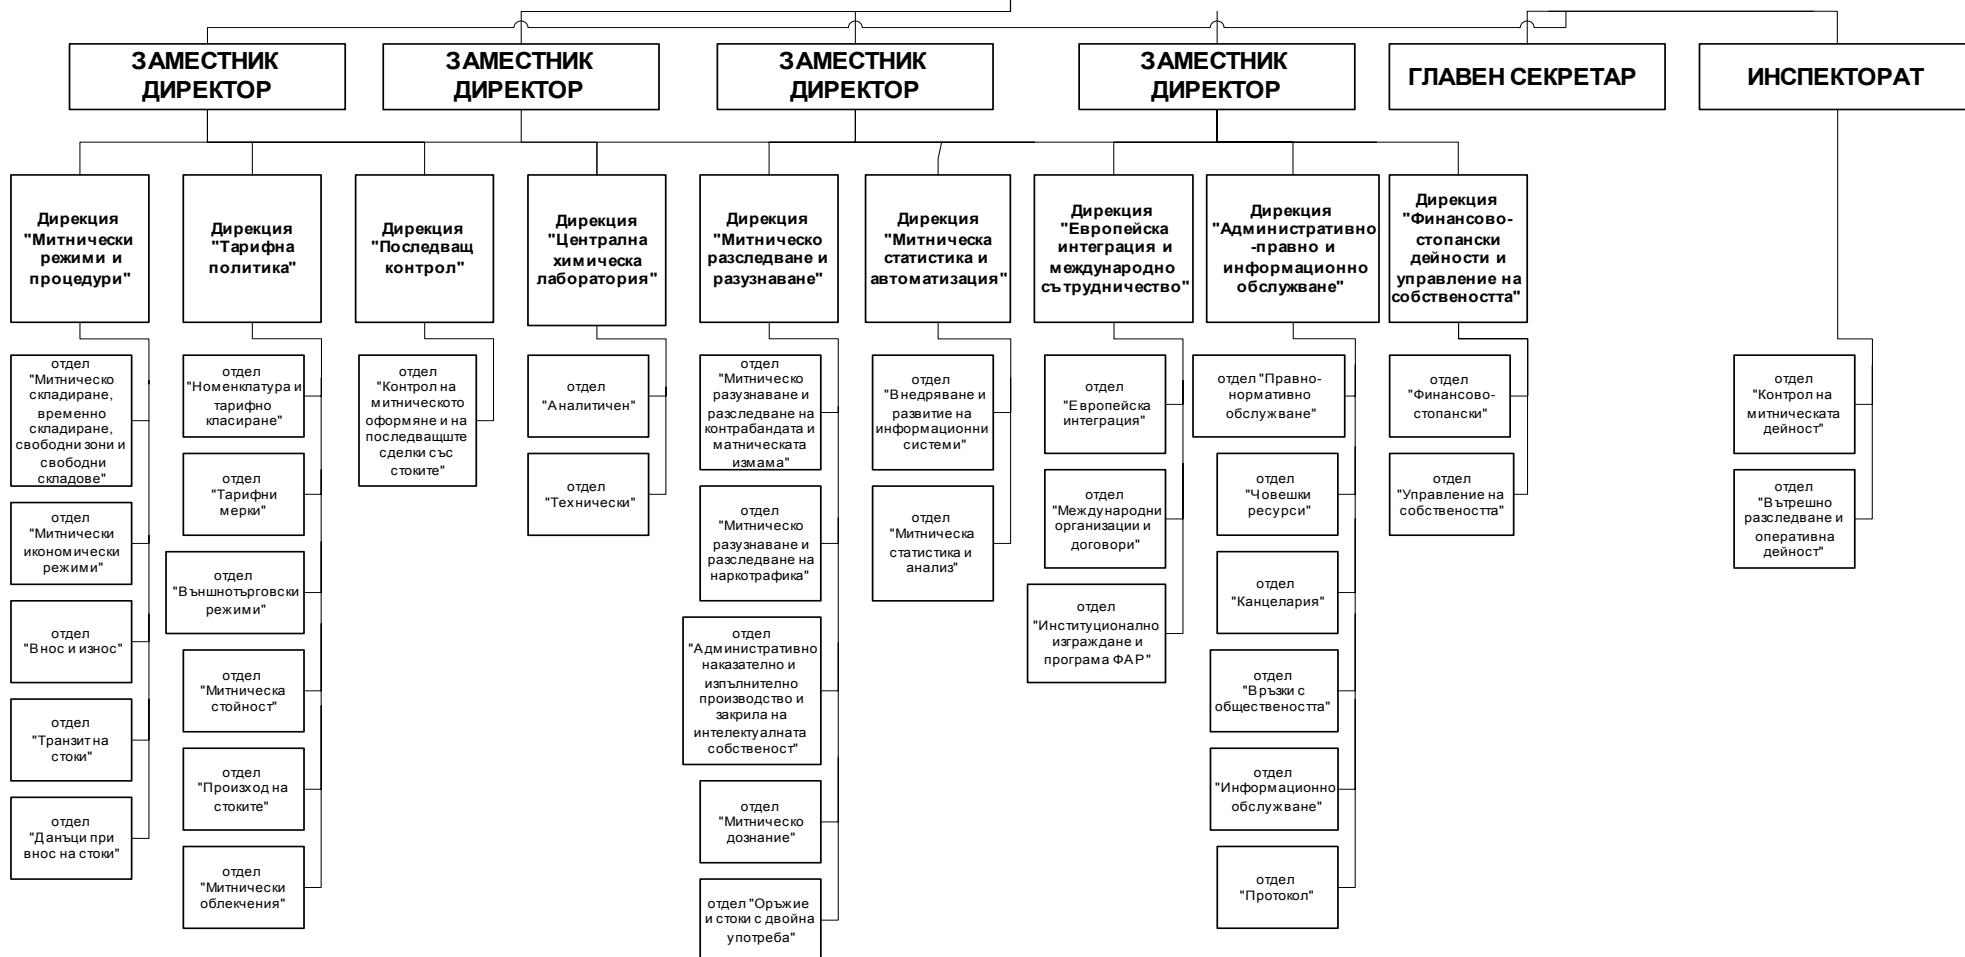 ЗАМЕСТНИК
ДИРЕКТОР
ЗАМЕСТНИК
ДИРЕКТОР
ЗАМЕСТНИК
ДИРЕКТОР
ЗАМЕСТНИК
ДИРЕКТОР
ГЛАВЕН СЕКРЕТАР
ИНСПЕКТОРАТ
Дирекция
"Митнически
режими и
процедури"
Дирекция
"Тарифна
политика"
Дирекция
"Последващ
контрол"
Дирекция
"Централна
химическа
лаборатория"
Дирекция
"Митническо
разследване и
разузнаване"
Дирекция
"Митническа
статистика и
автоматизация"
Дирекция
"Европейска
интеграция и
международно
сътрудничество"
Дирекция
"Административно
-правно и
информационно
обслужване"
Дирекция
"Финансово-
стопански
дейности и
управление на
собствеността"
отдел
"Митническо
складиране,
временно
складиране,
свободни зони и
свободни
складове"
отдел
"Митнически
икономически
режими"
отдел
"Внос и износ"
отдел
"Транзит на
стоки"
отдел
"Данъци при
внос на стоки"
отдел
"Номенклатура и
тарифно
класиране"
отдел
"Тарифни
мерки"
отдел
"Външнотърговски
режими"
отдел
"Митническа
стойност"
отдел
"Произход на
стоките"
отдел
"Митнически
облекчения"
отдел
"Контрол на
митническото
оформяне и на
последващште
сделки със
стоките"
отдел
"Аналитичен"
отдел
"Технически"
отдел
"Митническо
разузнаване и
разследване на
контрабандата и
матническата
измама"
отдел
"Митническо
разузнаване и
разследване на
наркотрафика"
отдел
"Административно
наказателно и
изпълнително
производство и
закрила на
интелектуалната
собственост"
отдел
"Митническо
дознание"
отдел "Оръжие
и стоки с двойна
употреба"
отдел
"Внедряване и
развитие на
информационни
системи"
отдел
"Митническа
статистика и
анализ"
отдел
"Европейска
интеграция"
отдел
"Международни
организации и
договори"
отдел
"Институционално
изграждане и
програма ФАР"
отдел "Правно-
нормативно
обслужване"
отдел
"Човешки
ресурси"
отдел
"Канцелария"
отдел
"Връзки с
обществеността"
отдел
"Информационно
обслужване"
отдел
"Протокол"
отдел
"Финансово-
стопански"
отдел
"Управление на
собствеността"
отдел
"Контрол на
митническата
дейност"
отдел
"Вътрешно
разследване и
оперативна
дейност"